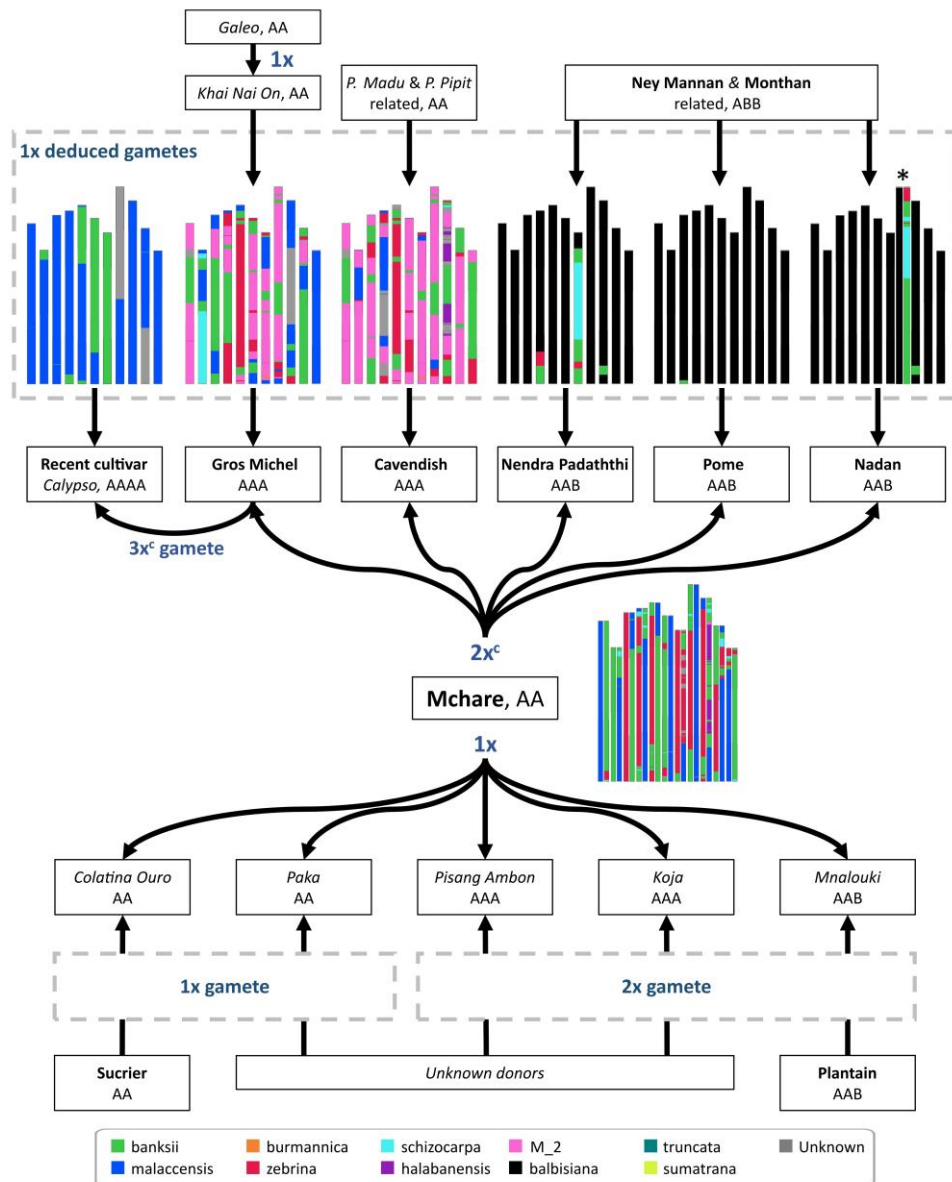 Galeo, AA
1x
Khai Nai On, AA
P. Madu & P. Pipit
related, AA
Ney Mannan & Monthan
related, ABB
1x deduced gametes
*
Recent cultivar
Calypso, AAAA
Gros Michel
AAA
Cavendish
AAA
Nendra Padaththi
AAB
Pome
AAB
Nadan
AAB
3xᶜ gamete
2xᶜ
Mchare, AA
1x
Colatina Ouro
AA
Paka
AA
Pisang Ambon
AAA
Koja
AAA
Mnalouki
AAB
1x gamete
2x gamete
Sucrier
AA
Unknown donors
Plantain
AAB
banksii
burmannica
schizocarpa
M_2
truncata
Unknown
malaccensis
zebrina
halabanensis
balbisiana
sumatrana